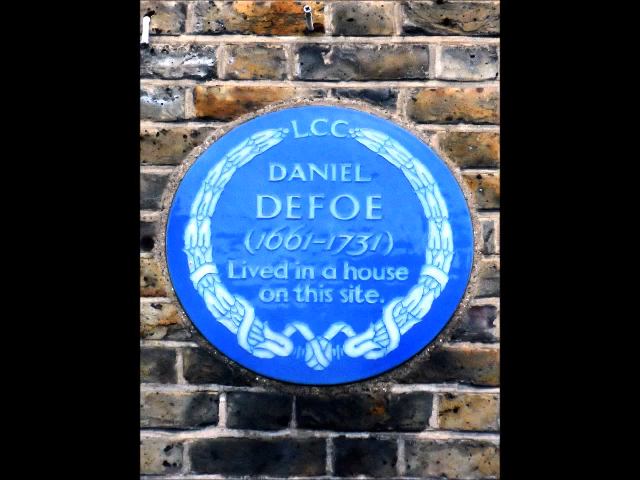 LCC
DANIEL
DEFOE
(1661–1731)
Lived in a house
on this site.